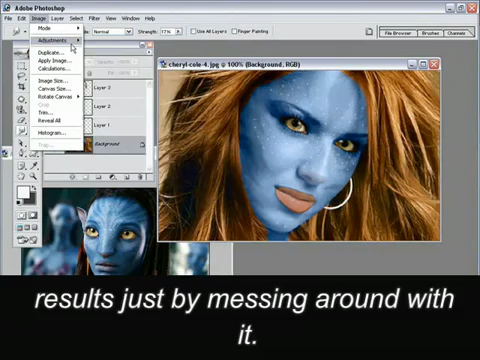 Adobe Photoshop
File Edit Image Layer Select Filter View Window Help
Normal Strength: 17% Use All Layers Finger Painting
File Browser Brushes
Mode
Adjustments
Duplicate...
Apply Image...
Calculations...
Image Size...
Canvas Size...
Rotate Canvas
Crop
Trim...
Reveal All
Histogram...
Trap...
Layer 3
Layer 2
Layer 1
Background
cheryl-cole-4.jpg @ 100% (Background, RGB)
results just by messing around with
it.